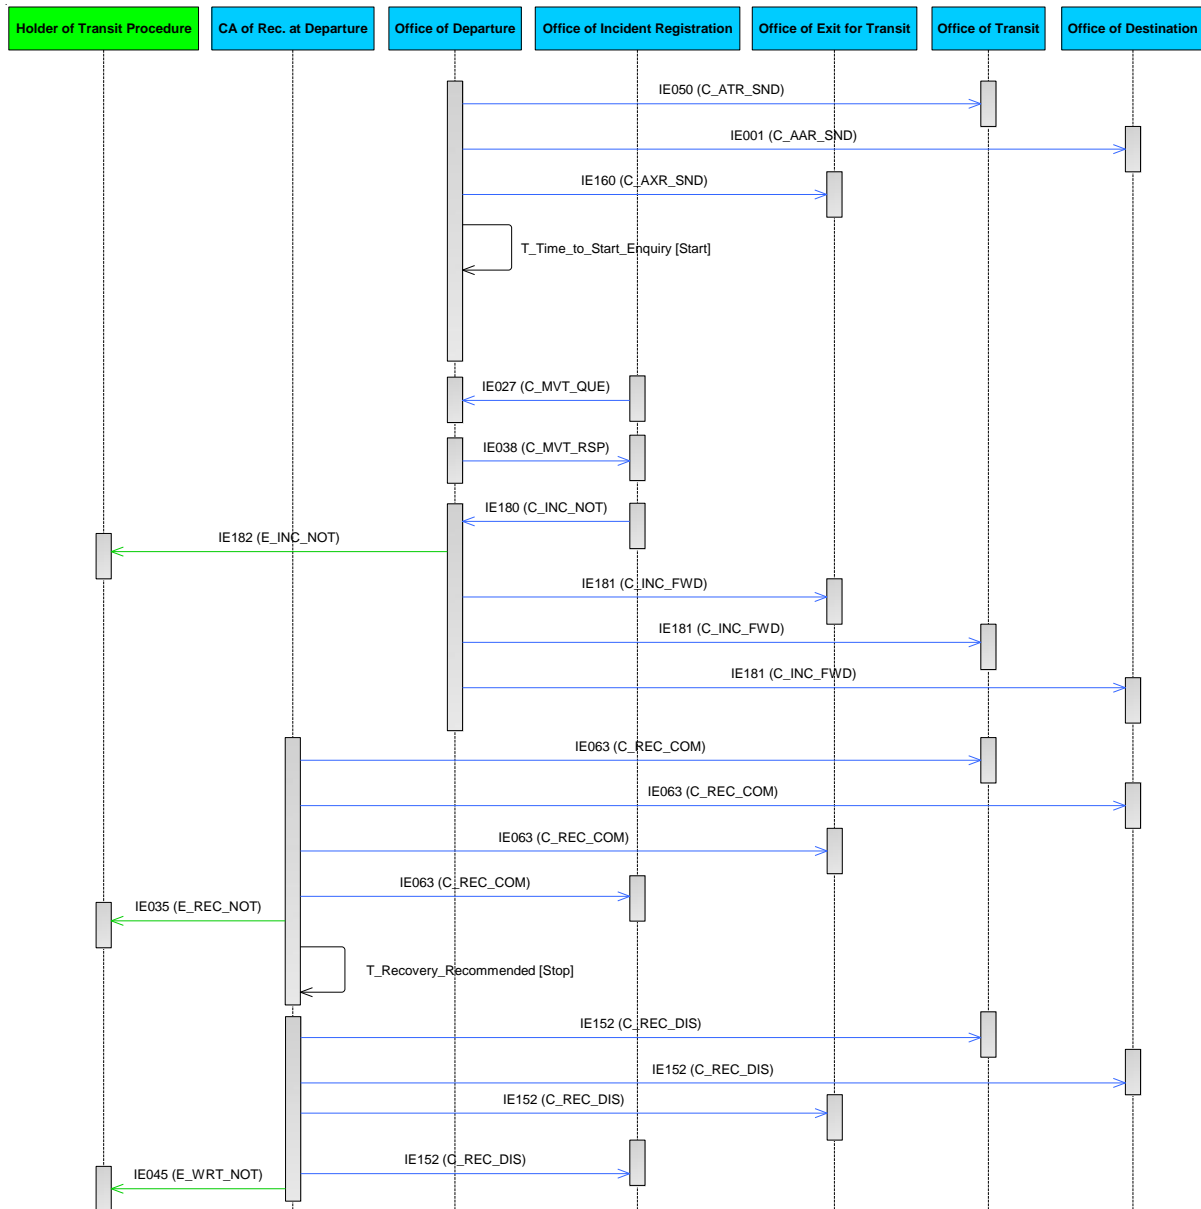 Holder of Transit Procedure
CA of Rec. at Departure
Office of Departure
Office of Incident Registration
Office of Exit for Transit
Office of Transit
Office of Destination
IE050 (C_ATR_SND)
IE001 (C_AAR_SND)
IE160 (C_AXR_SND)
T_Time_to_Start_Enquiry [Start]
IE027 (C_MVT_QUE)
IE038 (C_MVT_RSP)
IE180 (C_INC_NOT)
IE182 (E_INC_NOT)
IE181 (C_INC_FWD)
IE181 (C_INC_FWD)
IE181 (C_INC_FWD)
IE063 (C_REC_COM)
IE063 (C_REC_COM)
IE063 (C_REC_COM)
IE063 (C_REC_COM)
IE035 (E_REC_NOT)
T_Recovery_Recommended [Stop]
IE152 (C_REC_DIS)
IE152 (C_REC_DIS)
IE152 (C_REC_DIS)
IE152 (C_REC_DIS)
IE045 (E_WRT_NOT)